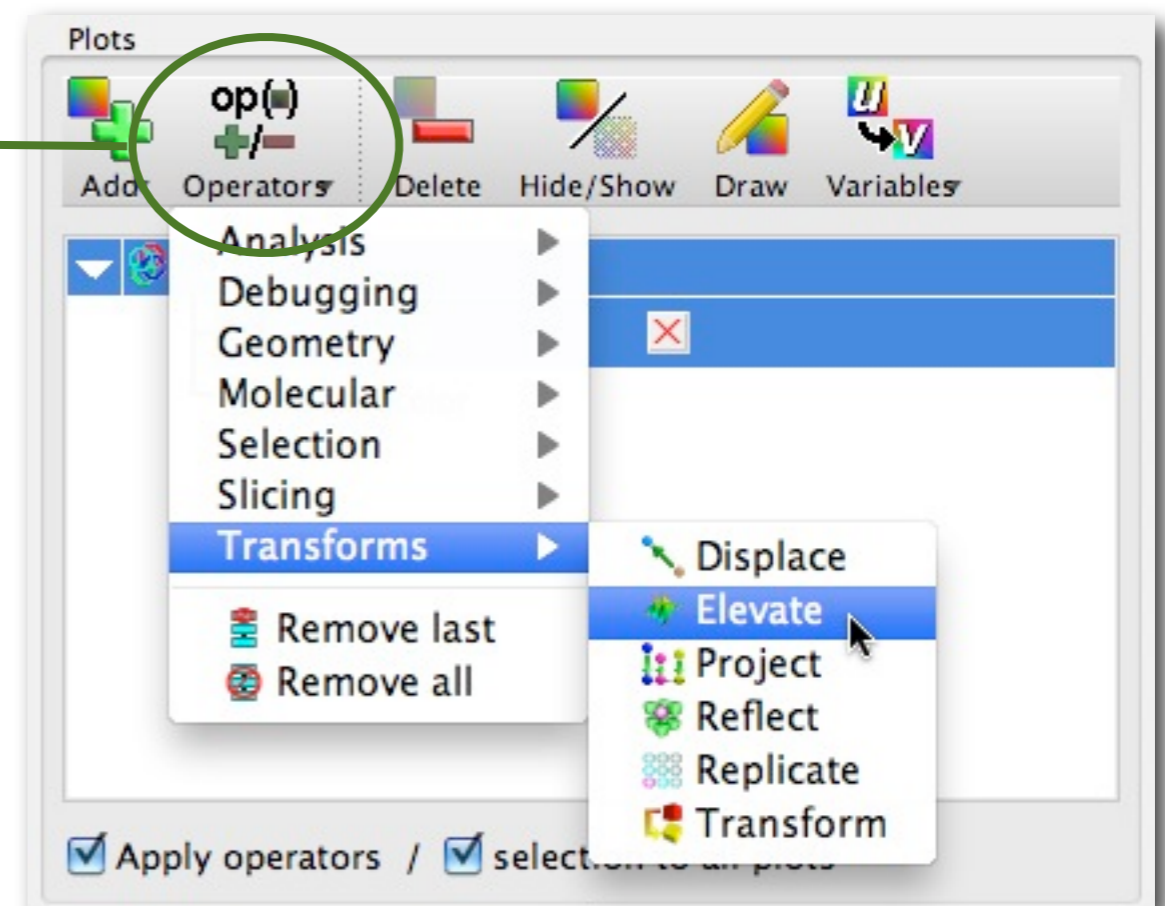 Plots
op(▪)
+/−
U
V
Add Operators Delete Hide/Show Draw Variables
Analysis
Debugging
Geometry
Molecular
Selection
Slicing
Transforms
Displace
Elevate
Project
Reflect
Replicate
Transform
Remove last
Remove all
Apply operators / selection to all plots